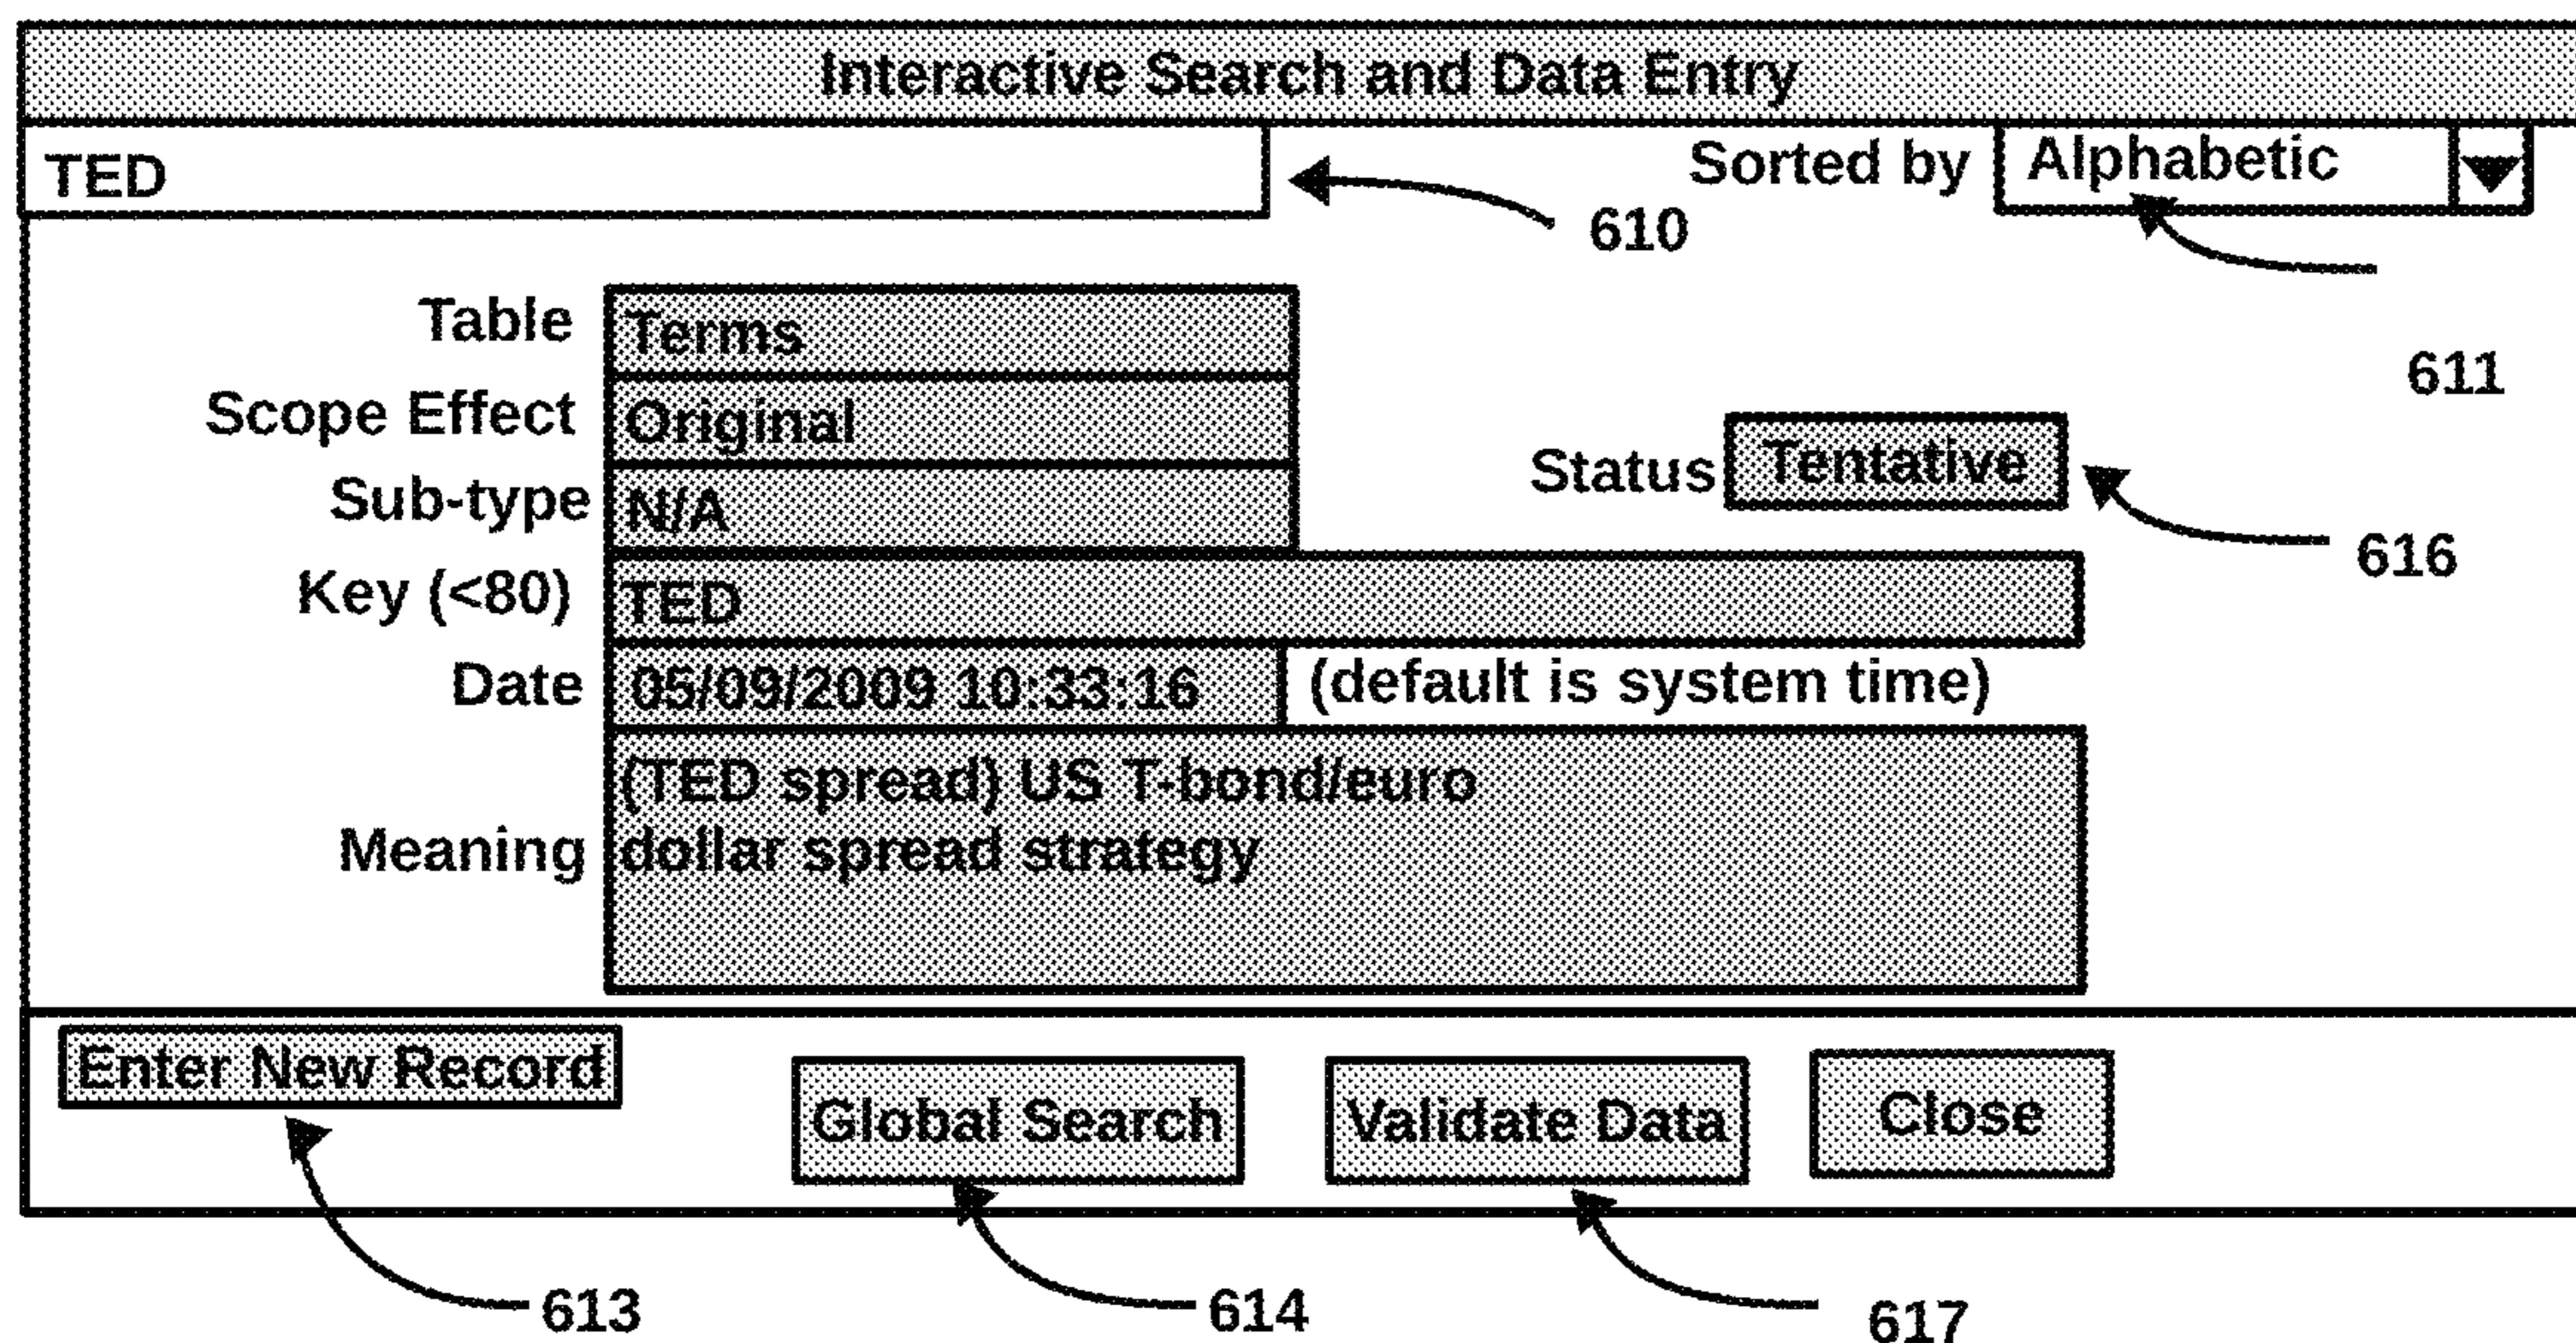 Interactive Search and Data Entry
TED
Sorted by Alphabetic
610
611
Table Terms
Scope Effect Original
Status Tentative
Sub-type N/A
616
Key (<80) TED
Date 05/09/2009 10:33:16 (default is system time)
(TED spread) US T-bond/euro
Meaning dollar spread strategy
Enter New Record
Global Search Validate Data Close
613 614 617